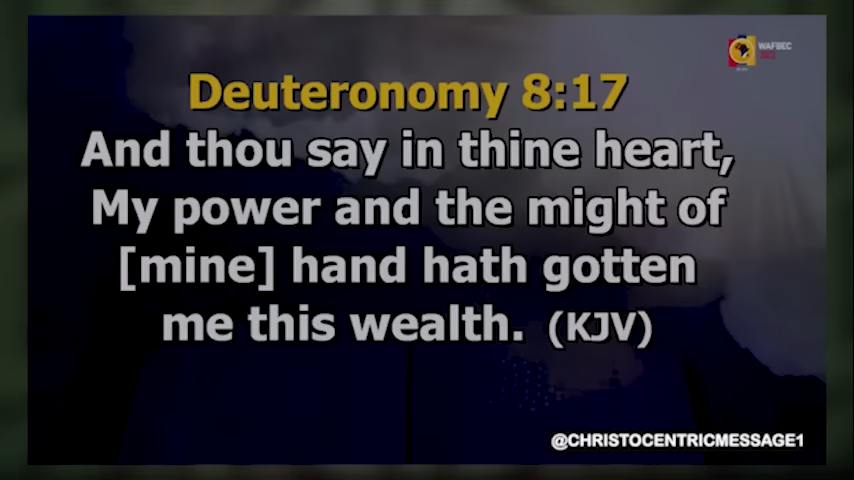 WAFBEC
Deuteronomy 8:17
And thou say in thine heart,
My power and the might of
[mine] hand hath gotten
me this wealth. (KJV)
@CHRISTOCENTRICMESSAGE1